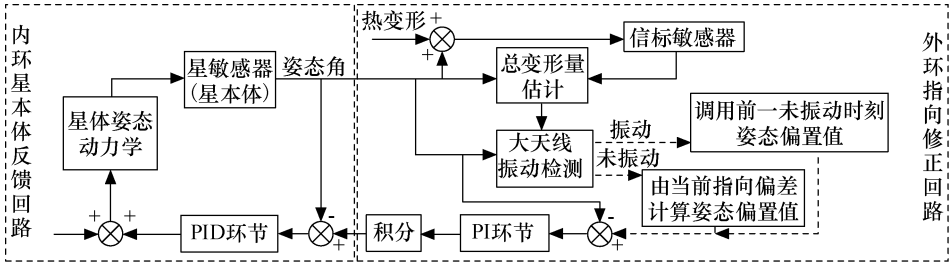 内环星本体反馈回路
星体姿态
动力学
星敏感器
(星本体)
姿态角
+
+
PID环节
-
+
热变形
+
+
信标敏感器
总变形量
估计
大天线
振动检测
振动
未振动
调用前一未振动时刻
姿态偏置值
由当前指向偏差
计算姿态偏置值
积分
PI环节
-
+
外环指向修正回路